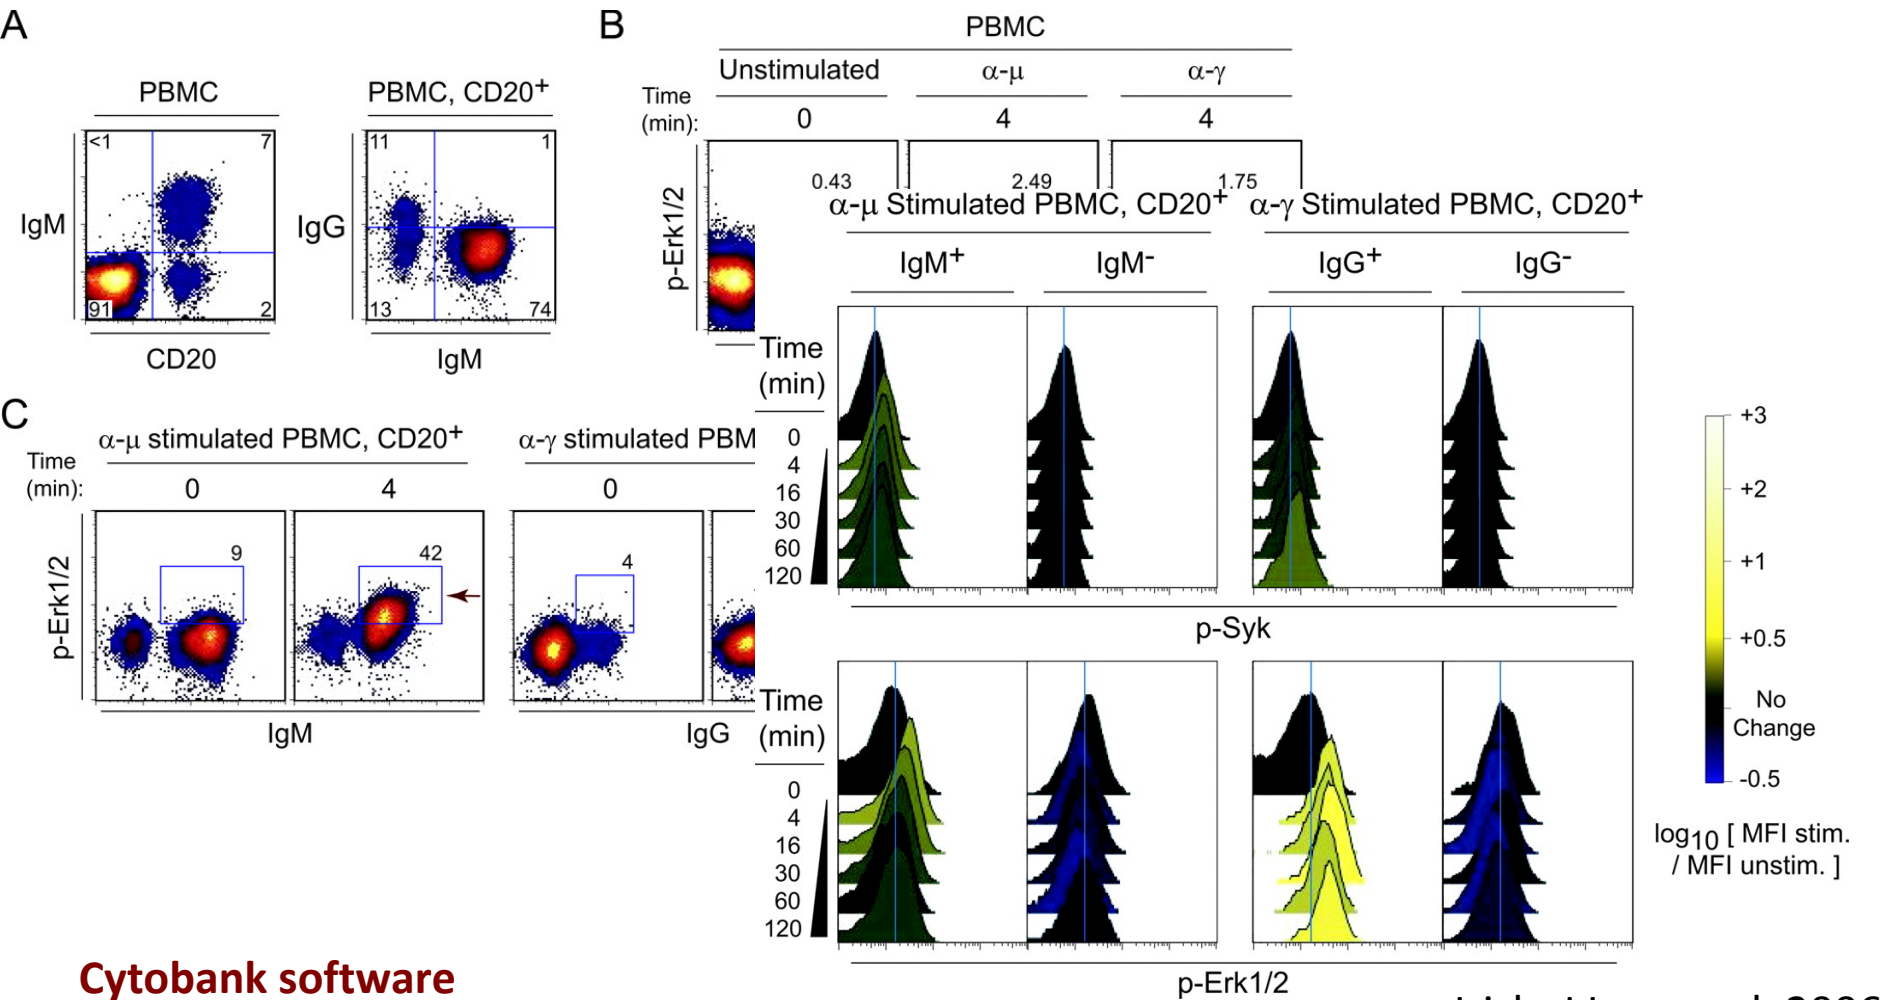 A
PBMC
PBMC, CD20+
<1
7
91
2
IgM
CD20
11
1
13
74
IgG
IgM
B
PBMC
Unstimulated
α-μ
α-γ
Time
(min):
0
4
4
0.43
2.49
1.75
p-Erk1/2
C
α-μ stimulated PBMC, CD20+
α-γ stimulated PBM
Time
(min):
0
4
0
9
42
4
p-Erk1/2
IgM
IgG
α-μ Stimulated PBMC, CD20+
α-γ Stimulated PBMC, CD20+
IgM+
IgM-
IgG+
IgG-
Time
(min)
0
4
16
30
60
120
p-Syk
Time
(min)
0
4
16
30
60
120
p-Erk1/2
+3
+2
+1
+0.5
No
Change
-0.5
log10 [ MFI stim.
/ MFI unstim. ]
Cytobank software